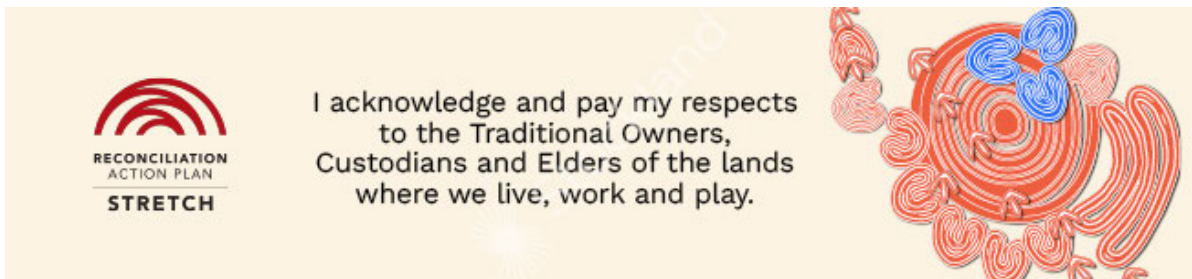 RECONCILIATION
ACTION PLAN
STRETCH
I acknowledge and pay my respects
to the Traditional Owners,
Custodians and Elders of the lands
where we live, work and play.